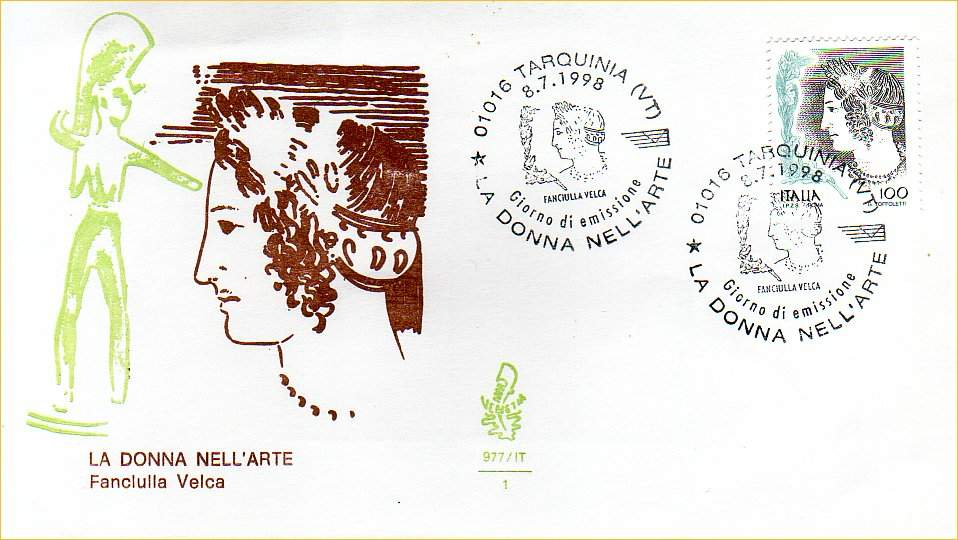 01016 TARQUINIA (VT)
8.7.1998
FANCIULLA VELCA
Giorno di emissione
★ LA DONNA NELL'ARTE
ITALIA
100
01016 TARQUINIA (VT)
8.7.1998
FANCIULLA VELCA
Giorno di emissione
★ LA DONNA NELL'ARTE
LA DONNA NELL'ARTE
Fanciulla Velca
977/IT
1